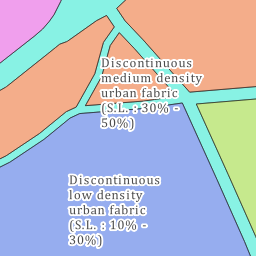 Discontinuous
medium density
urban fabric
(S.L. : 30% -
50%)
Discontinuous
low density
urban fabric
(S.L. : 10% -
30%)